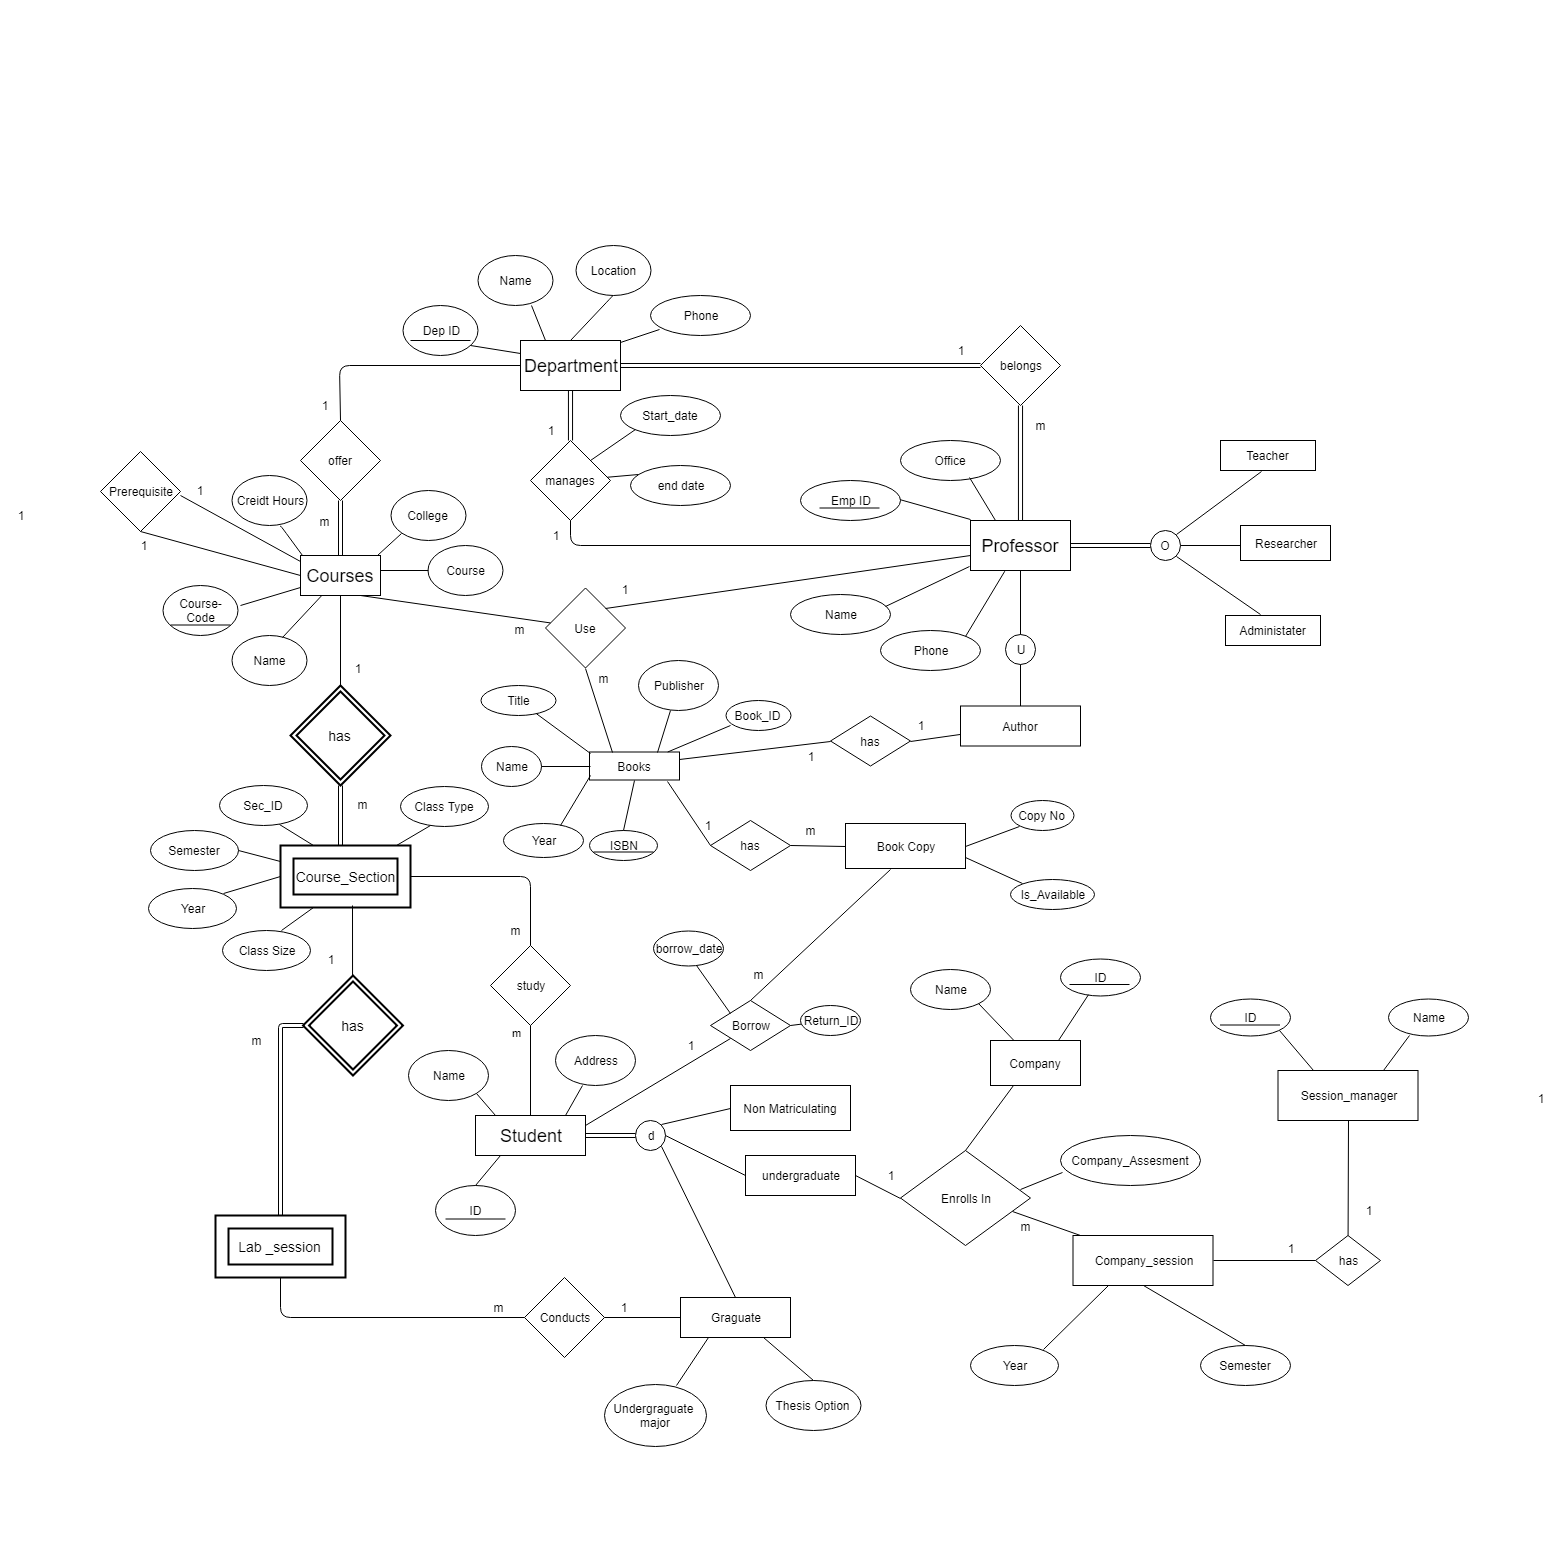 Location
Name
Phone
Dep ID
Department
1
belongs
1
Start_date
m
1
manages
end date
offer
Office
Teacher
Prerequisite
1
Creidt Hours
Emp ID
1
m
College
1
1
Professor
O
Researcher
Courses
Course
1
Course-
Code
Name
Use
m
Administater
Name
Phone
U
1
m
Publisher
Title
Book_ID
Author
1
has
has
1
Name
Books
Sec_ID
m
Class Type
Year
ISBN
1
has
m
Book Copy
Copy No
Semester
Course_Section
Is_Available
Year
Class Size
m
borrow_date
1
m
study
Name
ID
has
m
Borrow
Return_ID
ID
Name
m
1
Company
Name
Address
Session_manager
1
Student
d
Non Matriculating
Company_Assesment
undergraduate
1
Enrolls In
ID
m
1
Lab _session
Company_session
1
has
m
Conducts
1
Graguate
Year
Semester
Undergraguate
major
Thesis Option